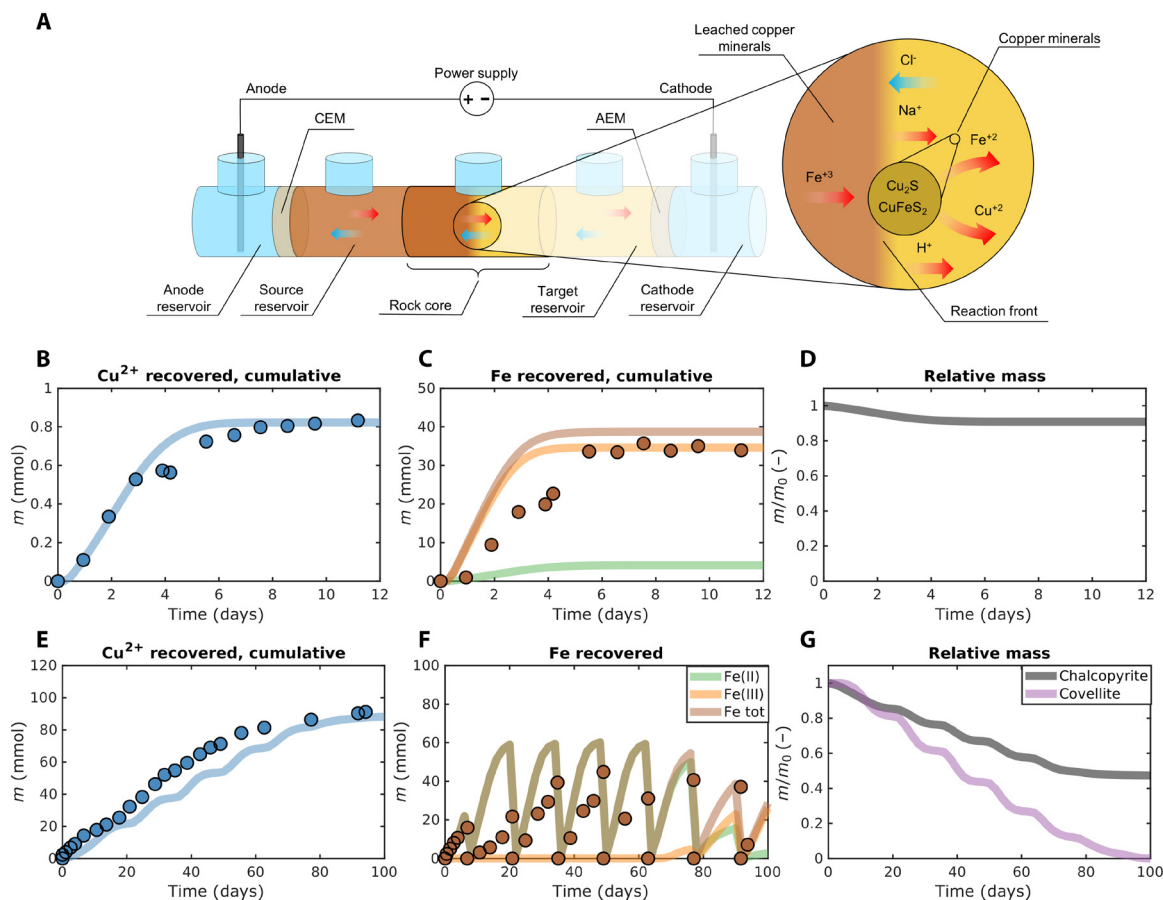 A
Power supply
+ −
Anode
Cathode
CEM
AEM
Anode
reservoir
Source
reservoir
Rock core
Target
reservoir
Cathode
reservoir
Leached copper
minerals
Copper minerals
Cl-
Na+
Fe+2
Fe+3
Cu2S
CuFeS2
Cu+2
H+
Reaction front
B
Cu2+ recovered, cumulative
m (mmol)
1
0.8
0.6
0.4
0.2
0
0 2 4 6 8 10 12
Time (days)
C
Fe recovered, cumulative
m (mmol)
50
40
30
20
10
0
0 2 4 6 8 10 12
Time (days)
D
Relative mass
m/m0 (-)
1
0.8
0.6
0.4
0.2
0
0 2 4 6 8 10 12
Time (days)
E
Cu2+ recovered, cumulative
m (mmol)
120
100
80
60
40
20
0
0 20 40 60 80 100
Time (days)
F
Fe recovered
Fe(II)
Fe(III)
Fe tot
m (mmol)
100
80
60
40
20
0
0 20 40 60 80 100
Time (days)
G
Relative mass
Chalcopyrite
Covellite
m/m0 (-)
1
0.8
0.6
0.4
0.2
0
0 20 40 60 80 100
Time (days)